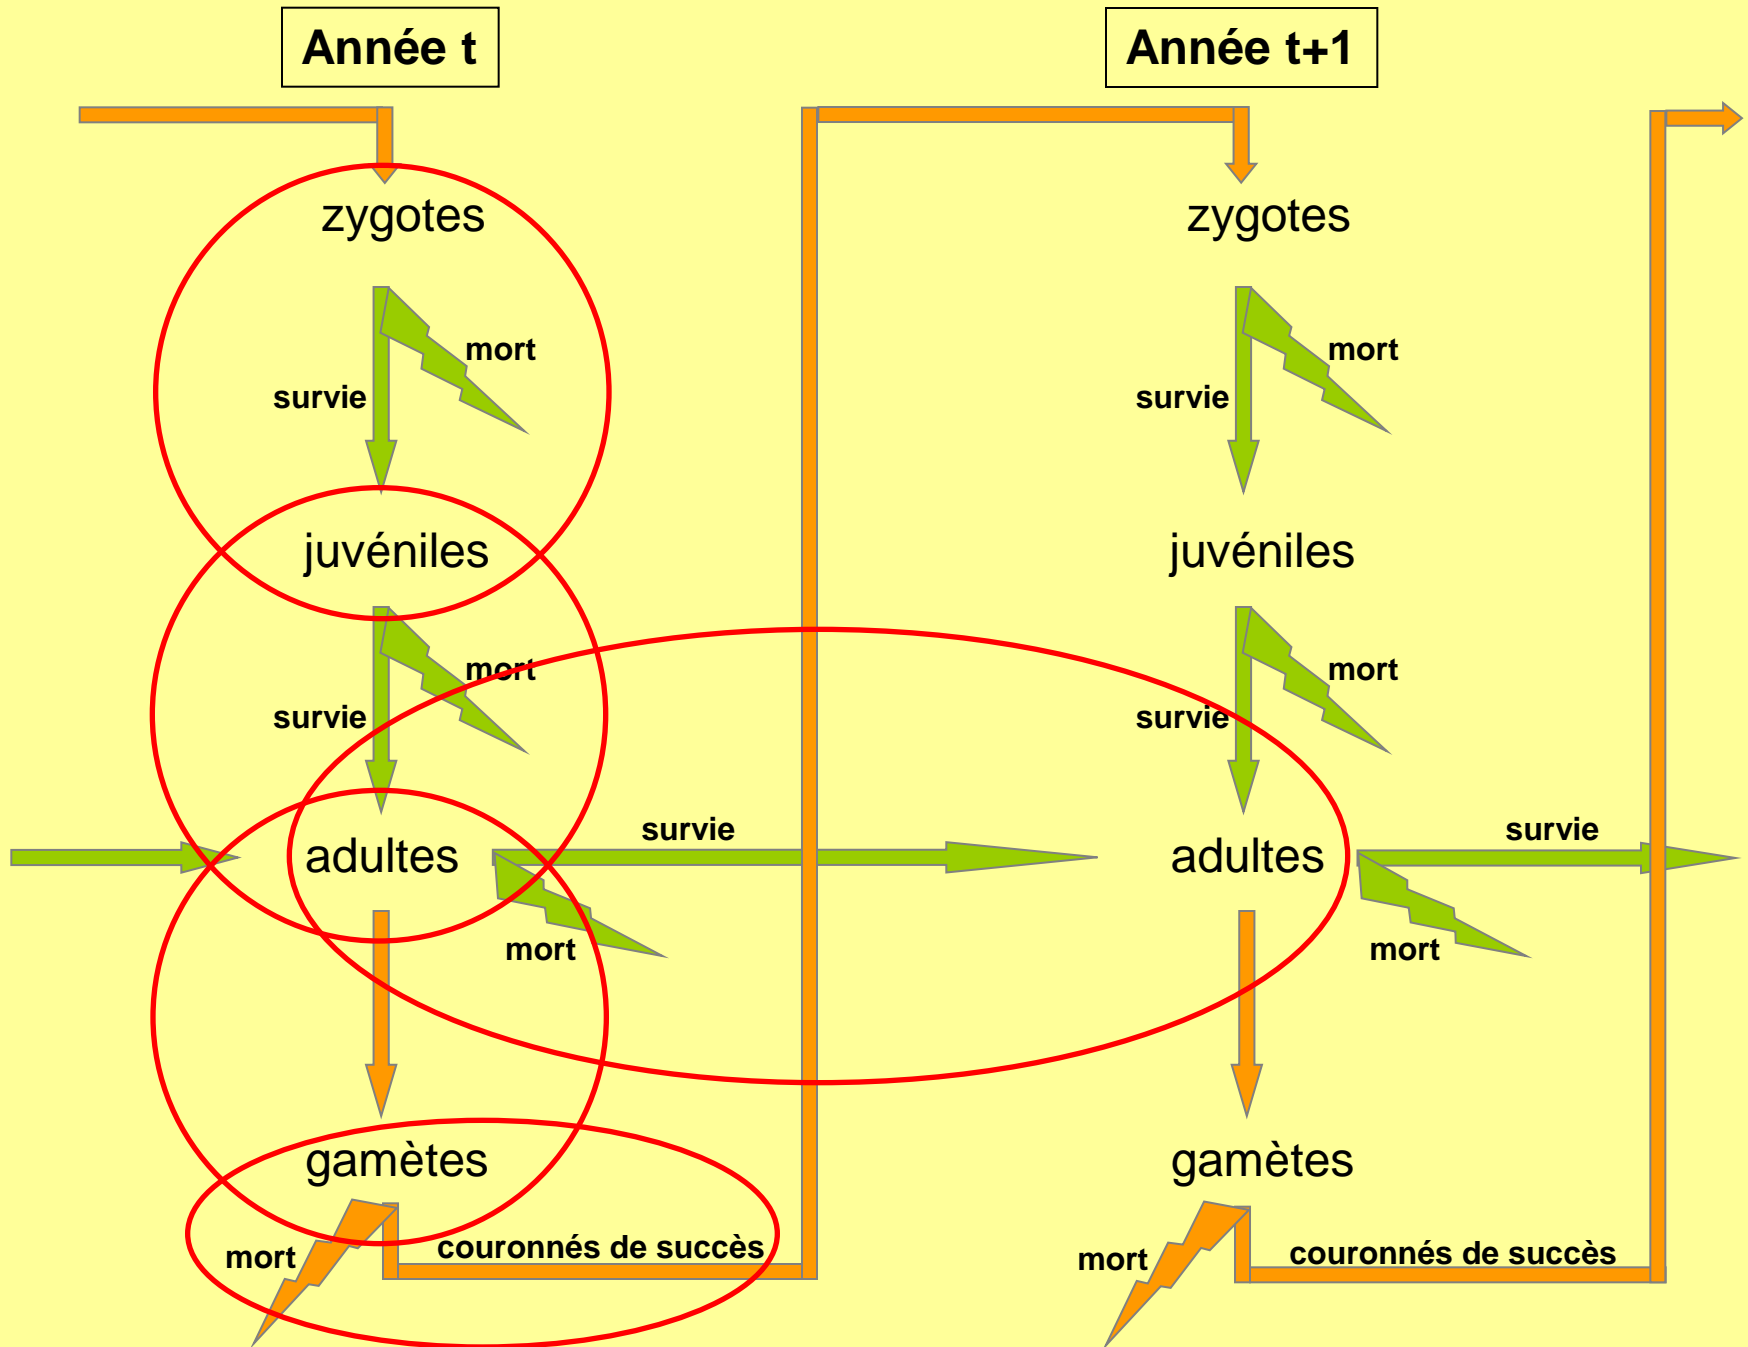 Année t
Année t+1
zygotes
zygotes
mort
mort
survie
survie
juvéniles
juvéniles
mort
mort
survie
survie
survie
survie
adultes
adultes
mort
mort
gamètes
gamètes
couronnés de succès
couronnés de succès
mort
mort